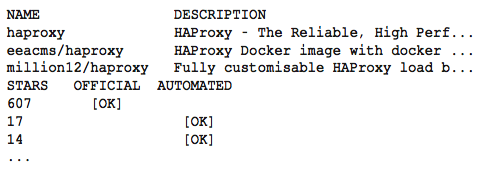 NAME DESCRIPTION
haproxy HAProxy - The Reliable, High Perf...
eeacms/haproxy HAProxy Docker image with docker ...
million12/haproxy Fully customisable HAProxy load b...
STARS OFFICIAL AUTOMATED
607 [OK]
17 [OK]
14 [OK]
...